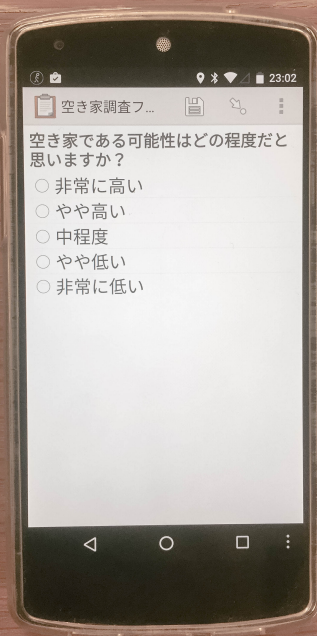 23:02
空き家調査フ...
空き家である可能性はどの程度だと
思いますか？
非常に高い
やや高い
中程度
やや低い
非常に低い